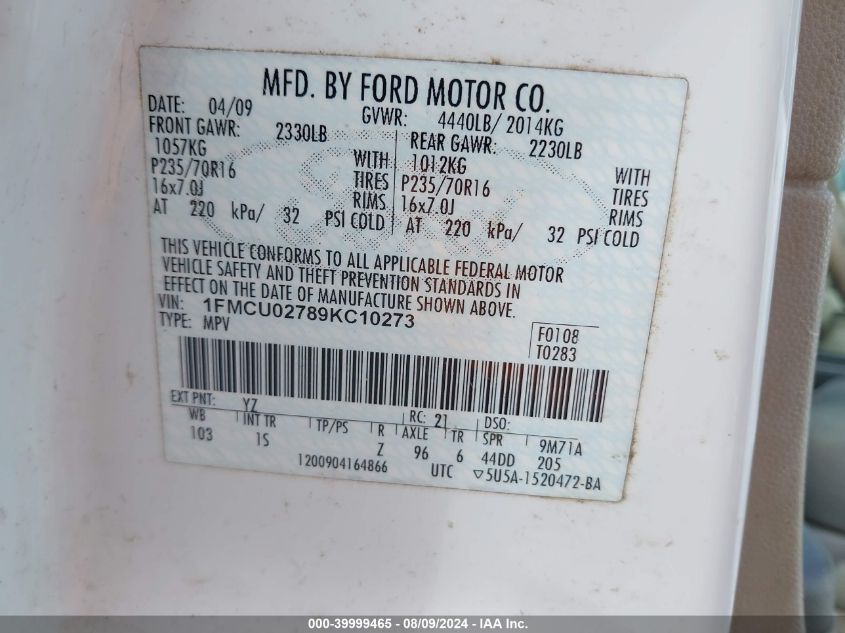 MFD. BY FORD MOTOR CO.
DATE: 04/09 GVWR: 4440LB/ 2014KG
FRONT GAWR: 2330LB REAR GAWR: 2230LB
1057KG WITH 1012KG WITH
P235/70R16 TIRES P235/70R16 TIRES
16x7.0J RIMS 16x7.0J RIMS
AT 220 kPa/ 32 PSI COLD AT 220 kPa/ 32 PSI COLD
THIS VEHICLE CONFORMS TO ALL APPLICABLE FEDERAL MOTOR
VEHICLE SAFETY AND THEFT PREVENTION STANDARDS IN
EFFECT ON THE DATE OF MANUFACTURE SHOWN ABOVE.
VIN: 1FMCU02789KC10273
TYPE: MPV F0108
T0283
EXT PNT: YZ RC: 21 DSO:
WB INT TR TP/PS R AXLE TR SPR 9M71A
103 1S Z 96 6 44DD 205
1200904164866 UTC ▽5U5A-1520472-BA
000-39999465 - 08/09/2024 - IAA Inc.